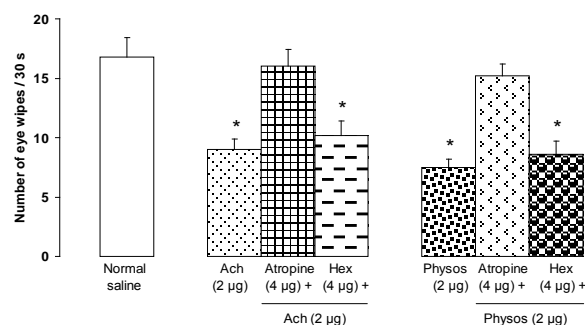 Number of eye wipes / 30 s
20
15
10
5
0
*
*
*
*
Normal saline
Ach (2 µg)
Atropine (4 µg) +
Hex (4 µg) +
Ach (2 µg)
Physos (2 µg)
Atropine (4 µg) +
Hex (4 µg) +
Physos (2 µg)